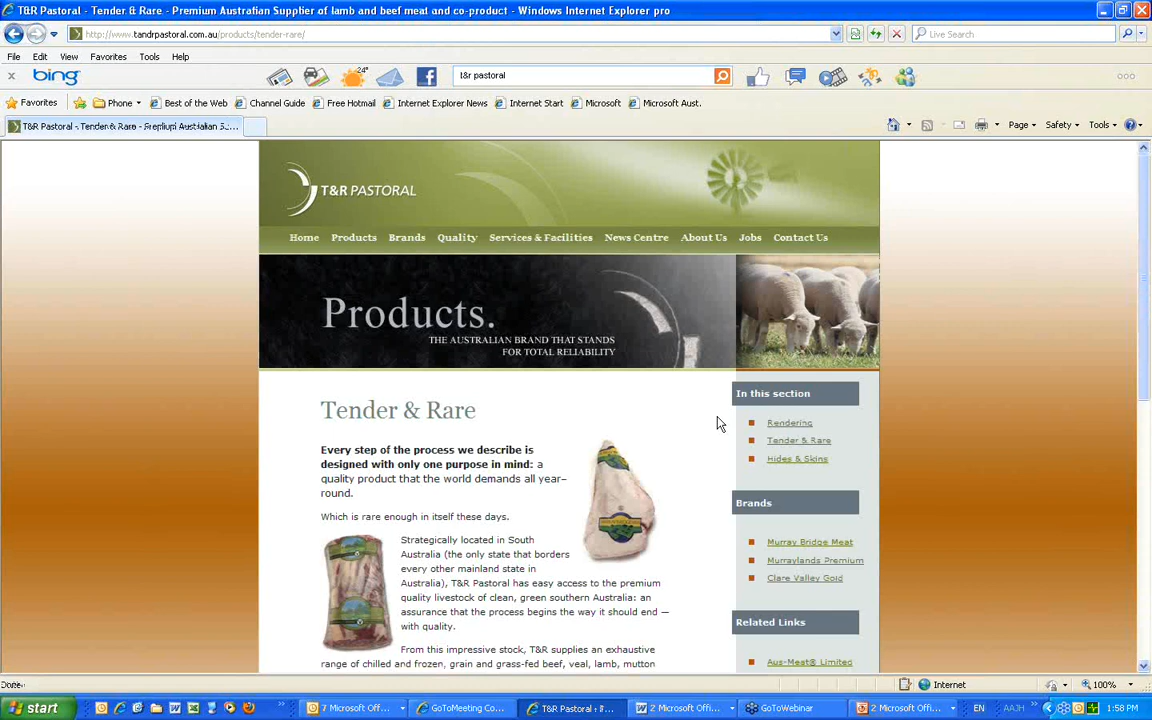 T&R Pastoral - Tender & Rare - Premium Australian Supplier of lamb and beef meat and co-product - Windows Internet Explorer pro
http://www.tandrpastoral.com.au/products/tender-rare/
Live Search
File Edit View Favorites Tools Help
x bing 24° t&r pastoral
Favorites Phone Best of the Web Channel Guide Free Hotmail Internet Explorer News Internet Start Microsoft Microsoft Aust.
T&R Pastoral - Tender & Rare - Premium Australian Su...
Page Safety Tools
T&R PASTORAL
Home Products Brands Quality Services & Facilities News Centre About Us Jobs Contact Us
Products.
THE AUSTRALIAN BRAND THAT STANDS
FOR TOTAL RELIABILITY
Tender & Rare
Every step of the process we describe is
designed with only one purpose in mind: a
quality product that the world demands all year–
round.
Which is rare enough in itself these days.
Strategically located in South
Australia (the only state that borders
every other mainland state in
Australia), T&R Pastoral has easy access to the premium
quality livestock of clean, green southern Australia: an
assurance that the process begins the way it should end —
with quality.
From this impressive stock, T&R supplies an exhaustive
range of chilled and frozen, grain and grass-fed beef, veal, lamb, mutton
In this section
Rendering
Tender & Rare
Hides & Skins
Brands
Murray Bridge Meat
Murraylands Premium
Clare Valley Gold
Related Links
Aus-Meat® Limited
Done
Internet
100%
start
7 Microsoft Offi...
GoToMeeting Co...
T&R Pastoral - ...
2 Microsoft Offi...
GoToWebinar
2 Microsoft Offi...
EN
AAJH
1:58 PM